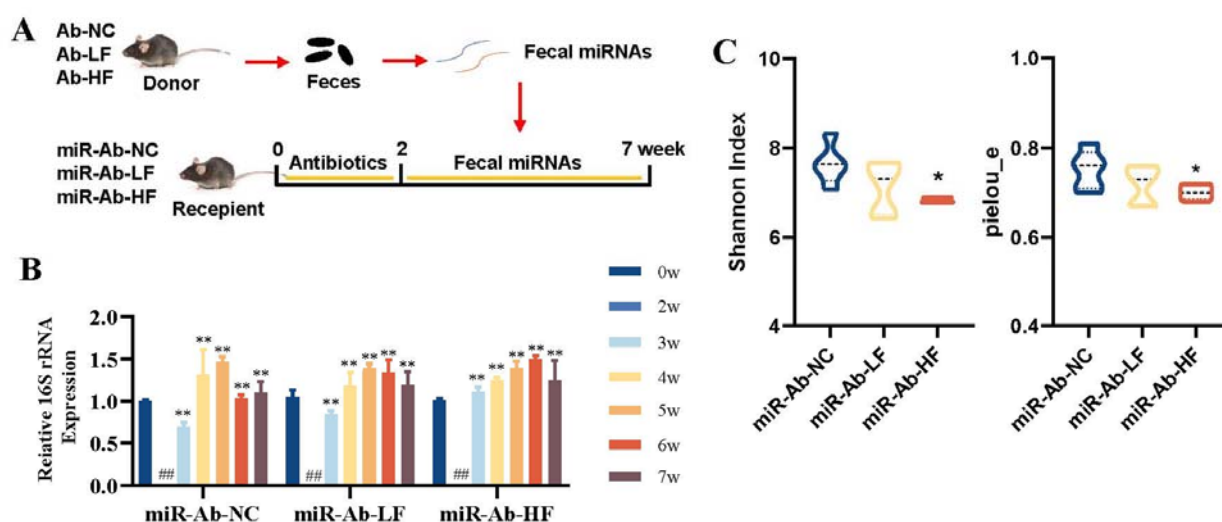 A
Ab-NC
Ab-LF
Ab-HF
Donor
Feces
Fecal miRNAs
miR-Ab-NC
miR-Ab-LF
miR-Ab-HF
Recepient
0
Antibiotics
2
Fecal miRNAs
7 week
B
Reiative 16S rRNA
Expression
2.0
1.5
1.0
0.5
0.0
## ** ** ** ** **
## ** ** ** ** **
## ** ** ** ** **
miR-Ab-NC
miR-Ab-LF
miR-Ab-HF
0w
2w
3w
4w
5w
6w
7w
C
Shannon Index
10
8
6
4
*
miR-Ab-NC
miR-Ab-LF
miR-Ab-HF
pielou_e
1.0
0.8
0.6
0.4
*
miR-Ab-NC
miR-Ab-LF
miR-Ab-HF